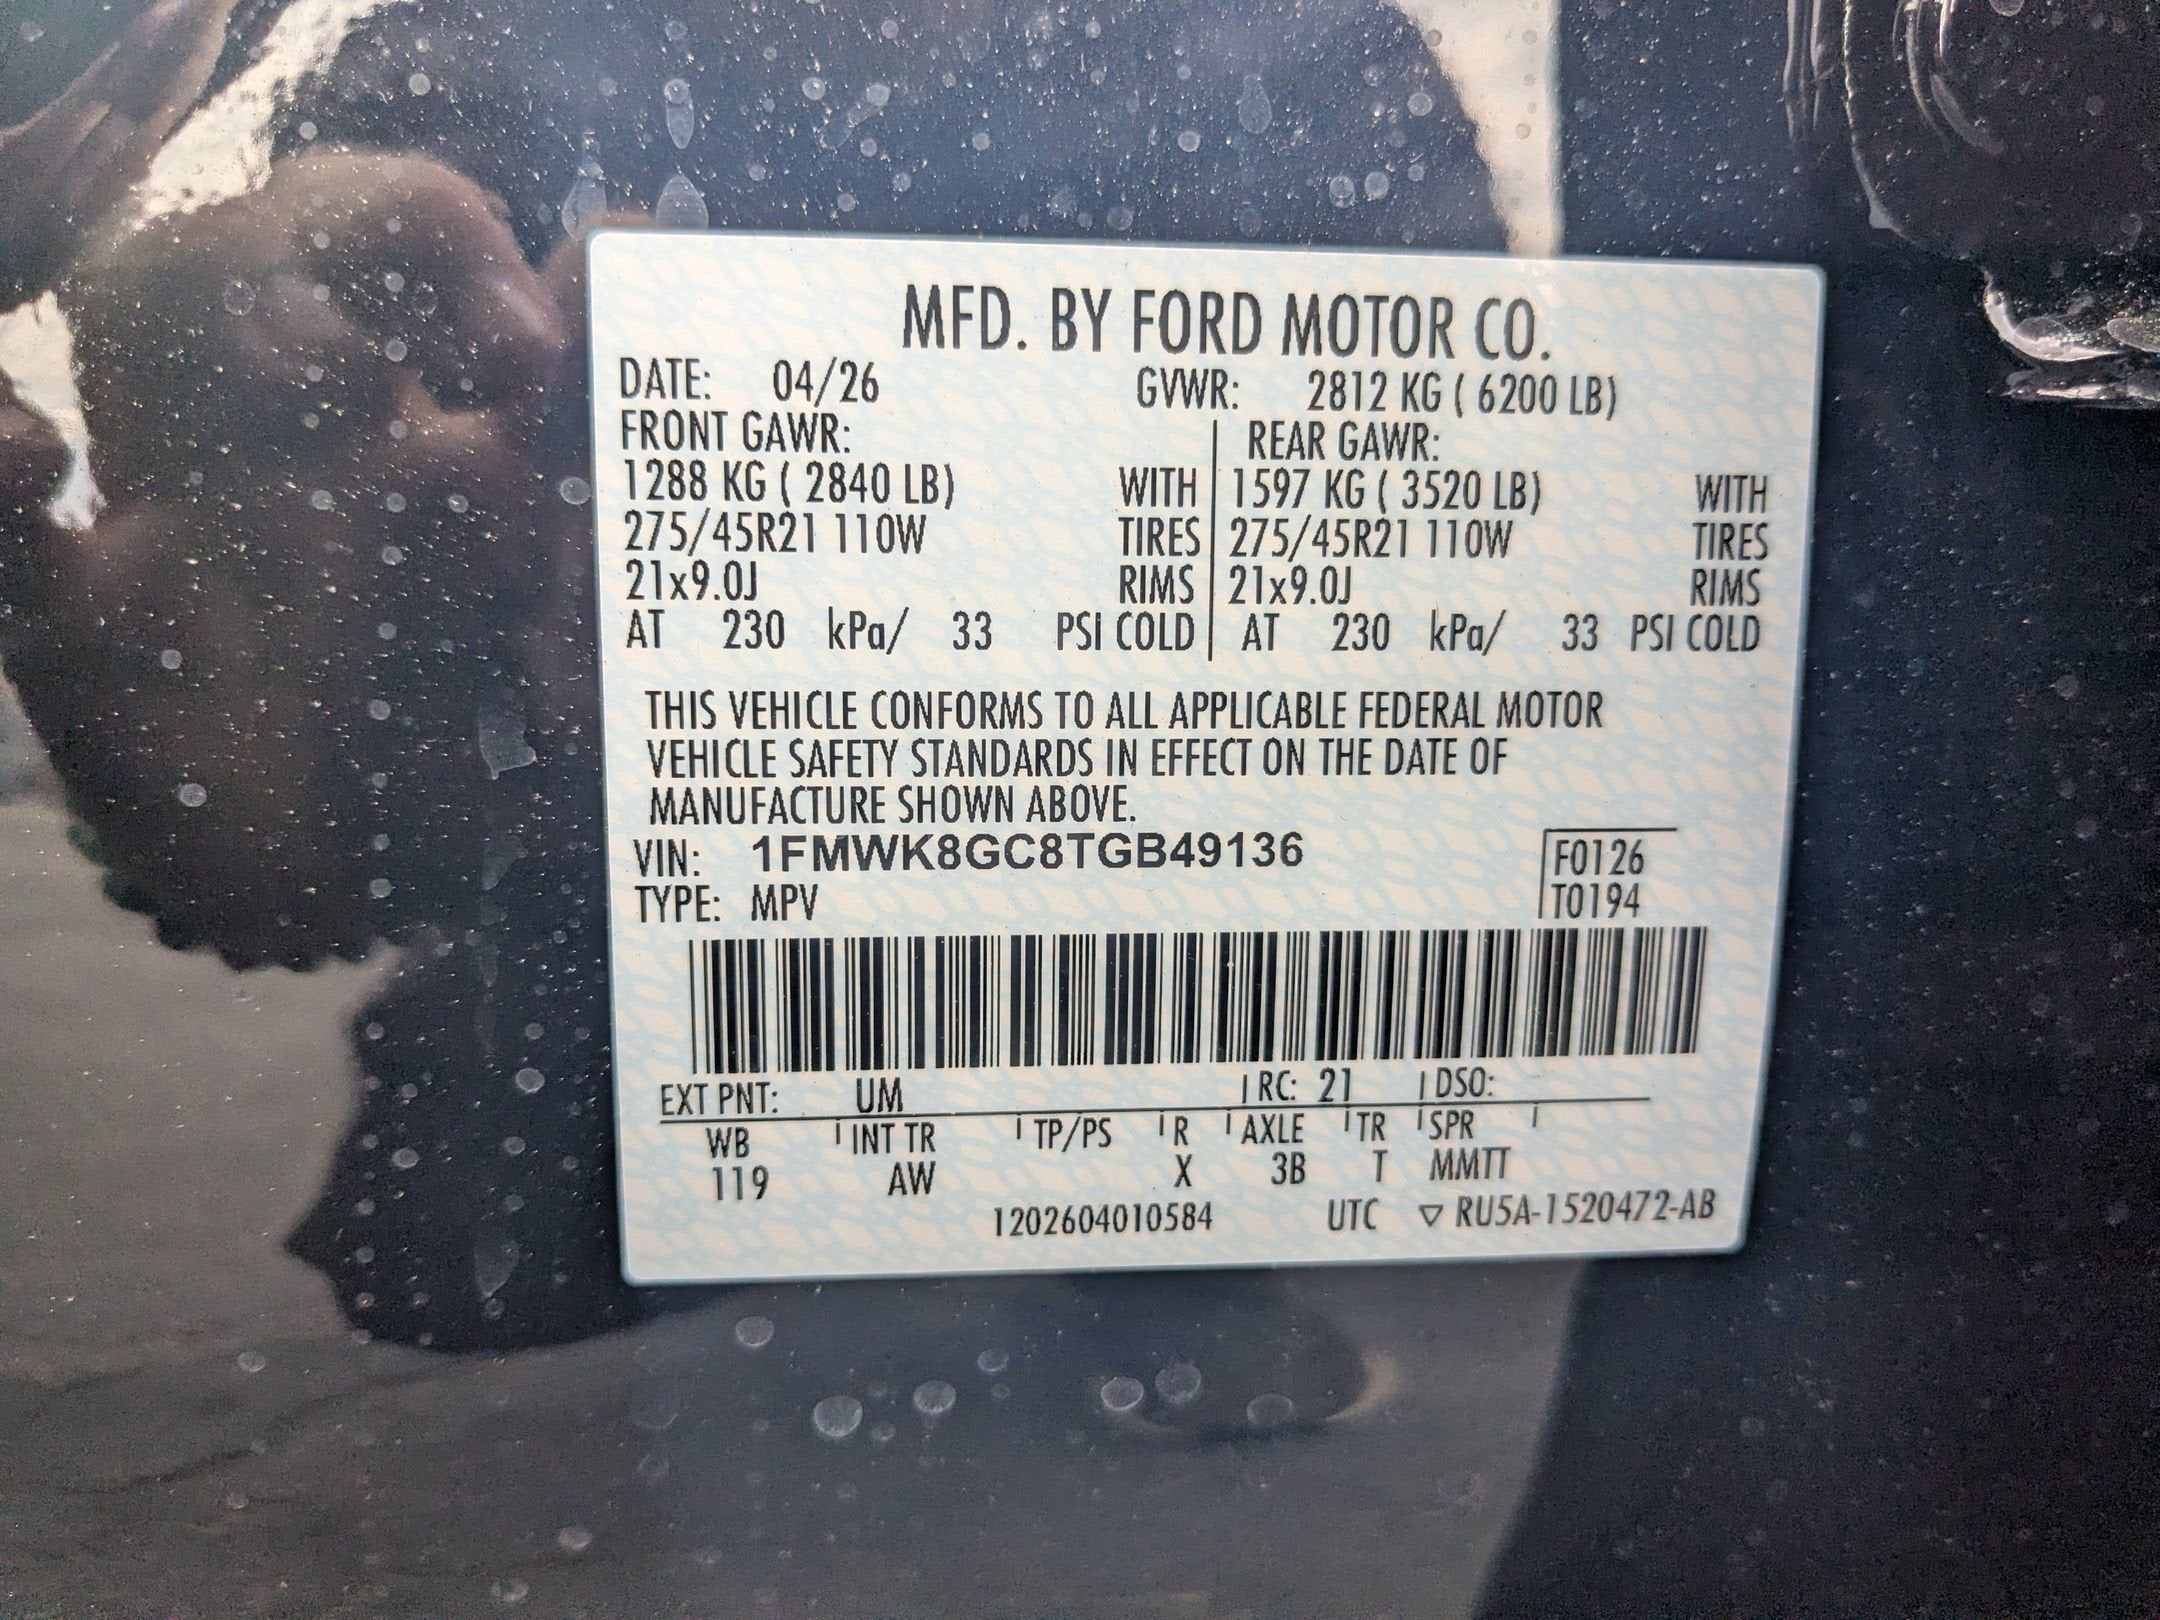 MFD. BY FORD MOTOR CO.
DATE: 04/26 GVWR: 2812 KG ( 6200 LB)
FRONT GAWR: REAR GAWR:
1288 KG ( 2840 LB) WITH 1597 KG ( 3520 LB) WITH
275/45R21 110W TIRES 275/45R21 110W TIRES
21x9.0J RIMS 21x9.0J RIMS
AT 230 kPa/ 33 PSI COLD AT 230 kPa/ 33 PSI COLD
THIS VEHICLE CONFORMS TO ALL APPLICABLE FEDERAL MOTOR
VEHICLE SAFETY STANDARDS IN EFFECT ON THE DATE OF
MANUFACTURE SHOWN ABOVE.
VIN: 1FMWK8GC8TGB49136 F0126
TYPE: MPV T0194
EXT PNT: UM RC: 21 DSO:
WB INT TR TP/PS R AXLE TR SPR
119 AW X 3B T MMTT
1202604010584 UTC ▽ RU5A-1520472-AB